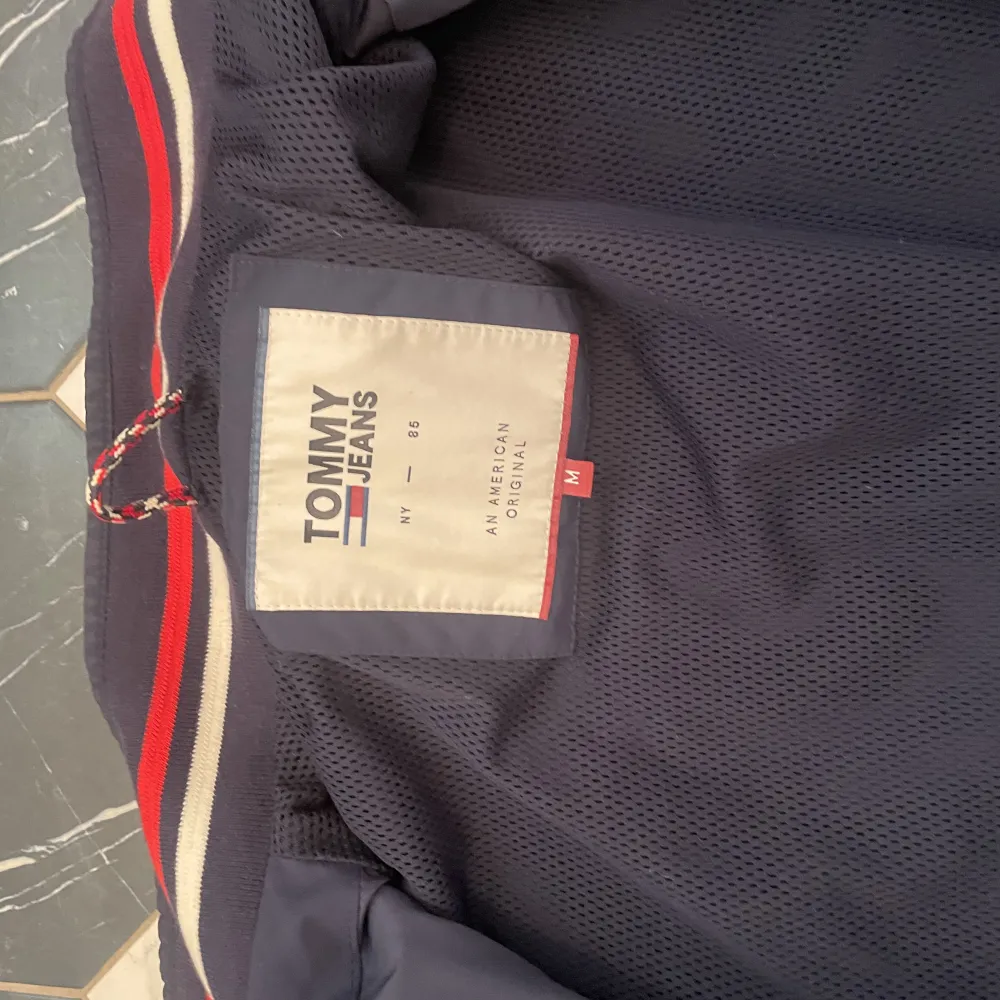 TOMMY
JEANS
NY — 85
AN AMERICAN
ORIGINAL
M